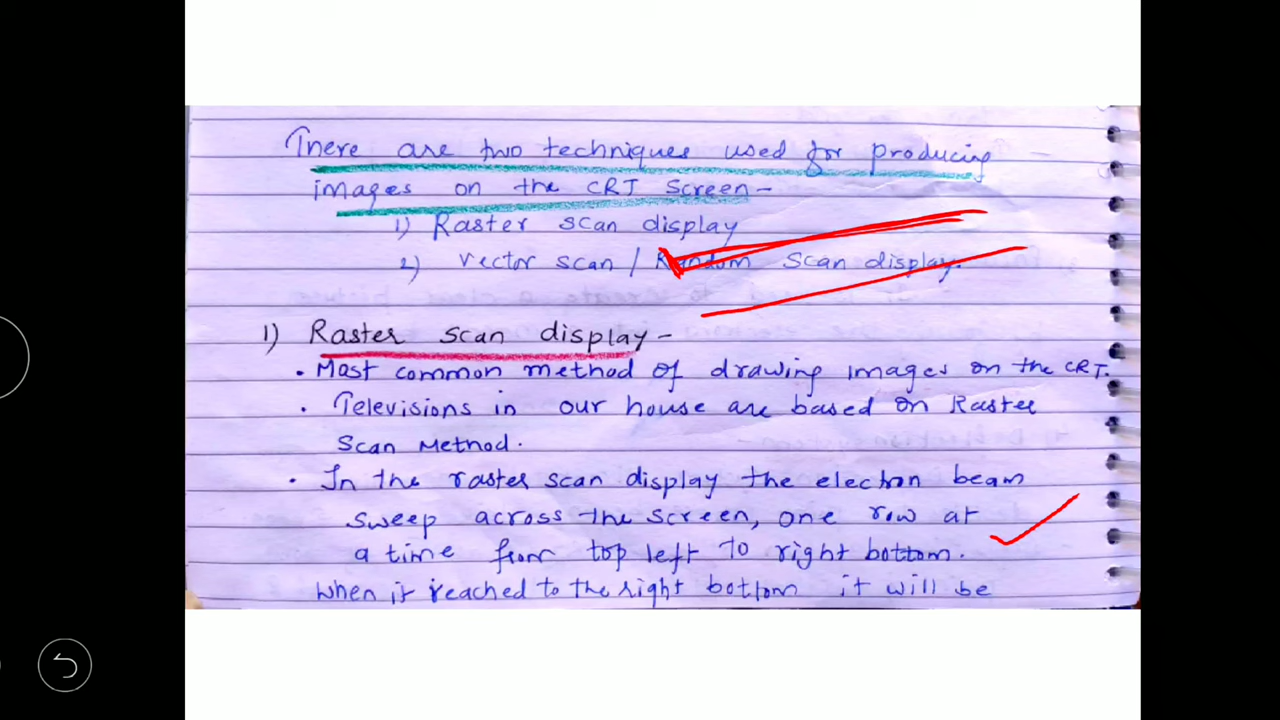 There are two techniques used for producing
images on the CRT Screen-
1) Raster scan display
2) Vector scan / Random scan display.
1) Raster scan display -
• Most common method of drawing images on the CRT.
• Televisions in our house are based on Raster
Scan Method.
• In the raster scan display the electron beam
sweep across the screen, one row at
a time from top left to right bottom.
When it reached to the right bottom it will be